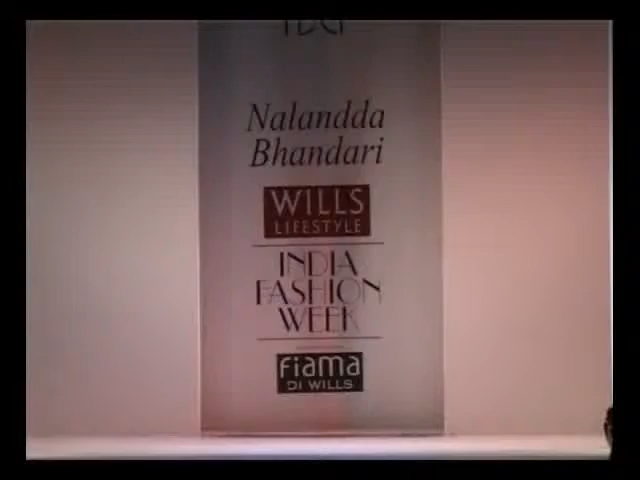 Nalandda
Bhandari
WILLS
LIFESTYLE
INDIA
FASHION
WEEK
fiama
DI WILLS